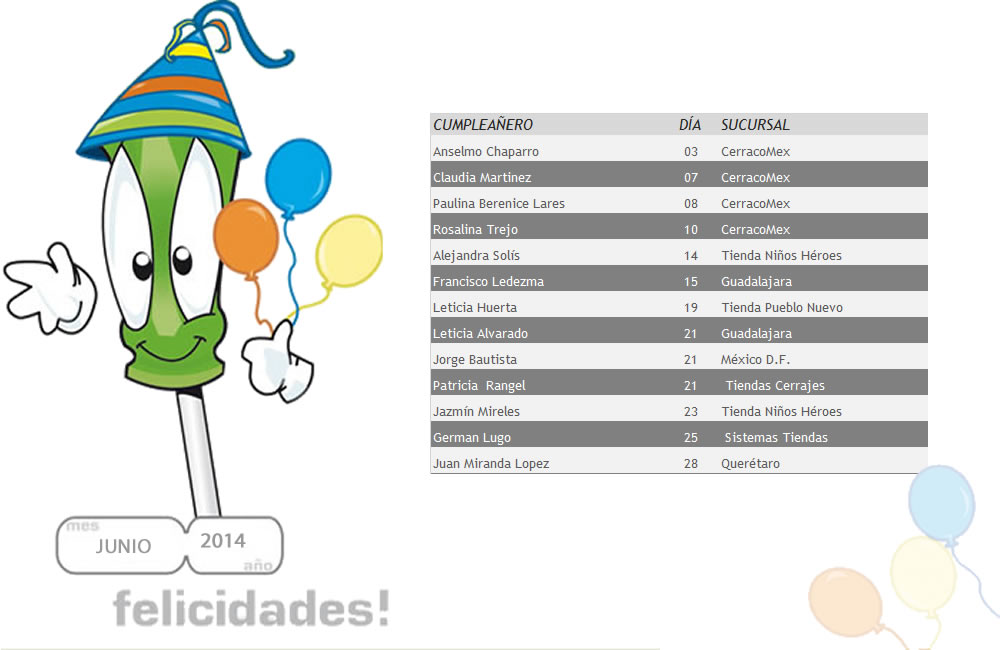 CUMPLEAÑERO DÍA SUCURSAL
Anselmo Chaparro 03 CerracoMex
Claudia Martinez 07 CerracoMex
Paulina Berenice Lares 08 CerracoMex
Rosalina Trejo 10 CerracoMex
Alejandra Solís 14 Tienda Niños Héroes
Francisco Ledezma 15 Guadalajara
Leticia Huerta 19 Tienda Pueblo Nuevo
Leticia Alvarado 21 Guadalajara
Jorge Bautista 21 México D.F.
Patricia Rangel 21 Tiendas Cerrajes
Jazmín Mireles 23 Tienda Niños Héroes
German Lugo 25 Sistemas Tiendas
Juan Miranda Lopez 28 Querétaro
mes
JUNIO 2014
año
felicidades!